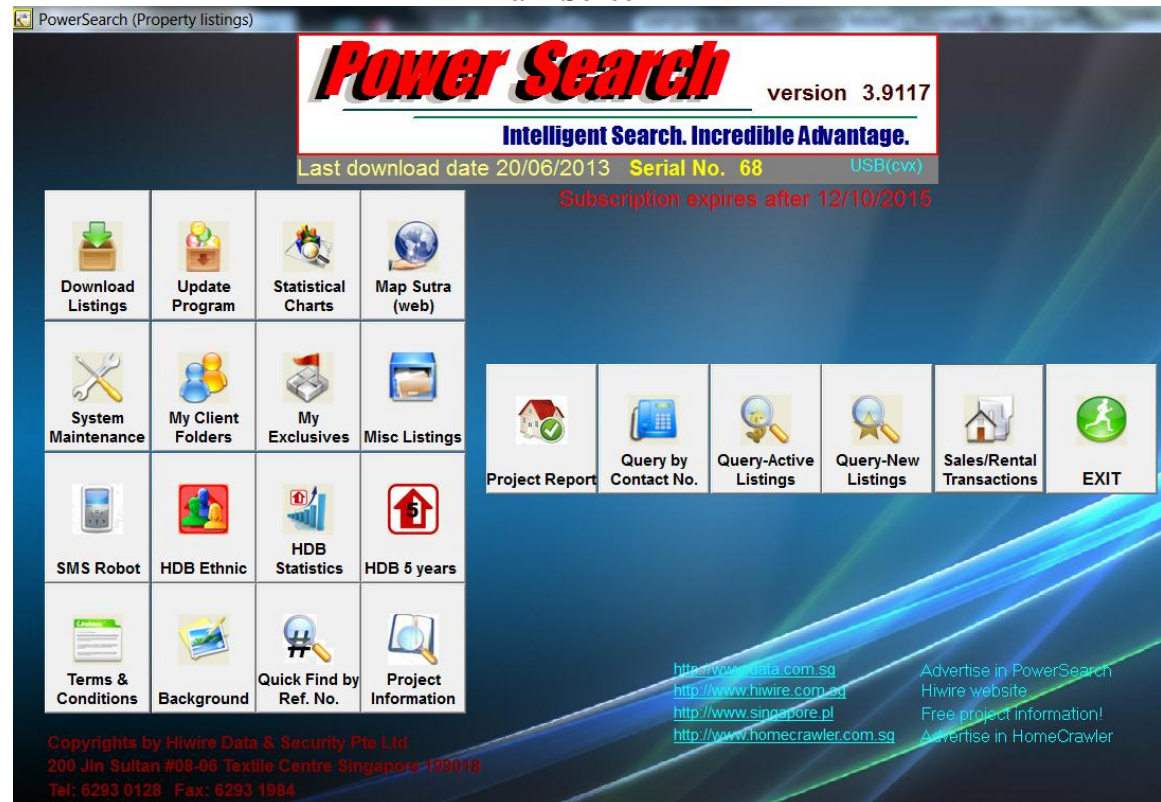 PowerSearch (Property listings)
Power Search version 3.9117
Intelligent Search. Incredible Advantage.
Last download date 20/06/2013 Serial No. 68 USB(cvx)
Subscription expires after 12/10/2015
Download Listings
Update Program
Statistical Charts
Map Sutra (web)
System Maintenance
My Client Folders
My Exclusives
Misc Listings
Project Report
Query by Contact No.
Query-Active Listings
Query-New Listings
Sales/Rental Transactions
EXIT
SMS Robot
HDB Ethnic
HDB Statistics
5
HDB 5 years
Terms & Conditions
Background
#
Quick Find by Ref. No.
Project Information
http://www.data.com.sg Advertise in PowerSearch
http://www.hiwire.com.sg Hiwire website
http://www.singapore.pl Free project information!
http://www.homecrawler.com.sg Advertise in HomeCrawler
Copyrights by Hiwire Data & Security Pte Ltd
200 Jln Sultan #08-06 Textile Centre Singapore 199018
Tel: 6293 0128 Fax: 6293 1984